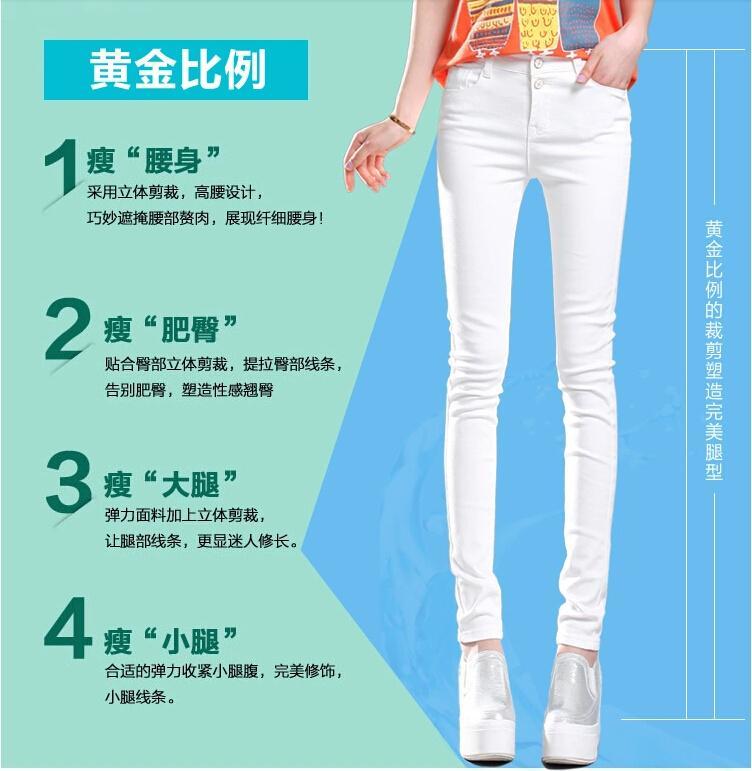 黄金比例
1 瘦“腰身”
采用立体剪裁，高腰设计，
巧妙遮掩腰部赘肉，展现纤细腰身！
2 瘦“肥臀”
贴合臀部立体剪裁，提拉臀部线条，
告别肥臀，塑造性感翘臀
3 瘦“大腿”
弹力面料加上立体剪裁，
让腿部线条，更显迷人修长。
4 瘦“小腿”
合适的弹力收紧小腿腹，完美修饰，
小腿线条。
黄金比例的裁剪塑造完美腿型